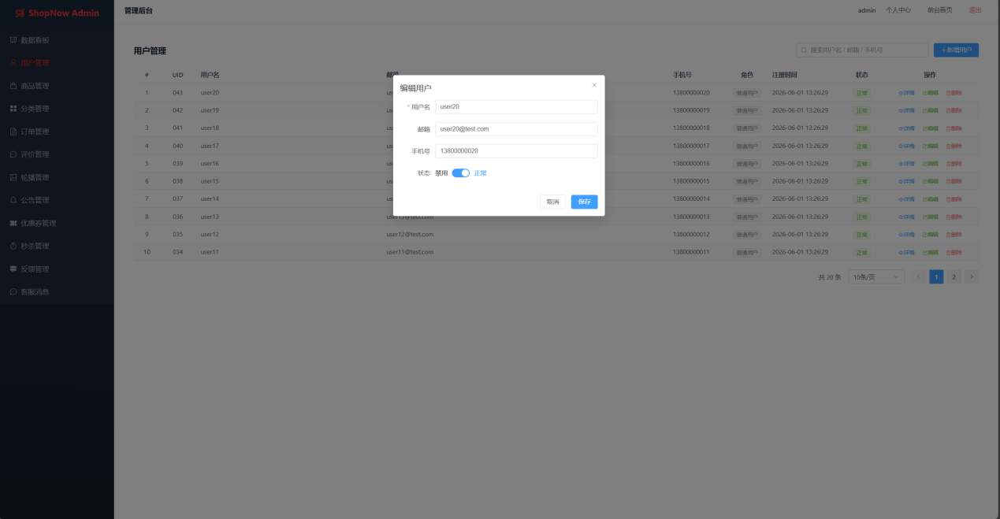 ShopNow Admin
管理后台
admin 个人中心 前台首页 退出
数据看板
用户管理
商品管理
分类管理
订单管理
评价管理
轮播管理
公告管理
优惠券管理
秒杀管理
反馈管理
客服消息
用户管理
搜索用户名 / 邮箱 / 手机号
+ 新增用户
# UID 用户名 邮箱 手机号 角色 注册时间 状态 操作
1 043 user20 us 13800000020 普通用户 2026-06-01 13:26:29 正常 详情 编辑 删除
2 042 user19 us 13800000019 普通用户 2026-06-01 13:26:29 正常 详情 编辑 删除
3 041 user18 us 13800000018 普通用户 2026-06-01 13:26:29 正常 详情 编辑 删除
4 040 user17 us 13800000017 普通用户 2026-06-01 13:26:29 正常 详情 编辑 删除
5 039 user16 us 13800000016 普通用户 2026-06-01 13:26:29 正常 详情 编辑 删除
6 038 user15 us 13800000015 普通用户 2026-06-01 13:26:29 正常 详情 编辑 删除
7 037 user14 us 13800000014 普通用户 2026-06-01 13:26:29 正常 详情 编辑 删除
8 036 user13 user13@test.com 13800000013 普通用户 2026-06-01 13:26:29 正常 详情 编辑 删除
9 035 user12 user12@test.com 13800000012 普通用户 2026-06-01 13:26:29 正常 详情 编辑 删除
10 034 user11 user11@test.com 13800000011 普通用户 2026-06-01 13:26:29 正常 详情 编辑 删除
共 20 条 10条/页 < 1 2 >
编辑用户 ×
* 用户名 user20
邮箱 user20@test.com
手机号 13800000020
状态 禁用 正常
取消 保存